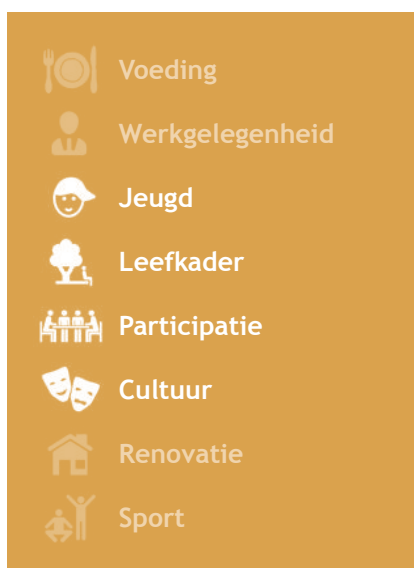 Voeding
Werkgelegenheid
Jeugd
Leefkader
Participatie
Cultuur
Renovatie
Sport